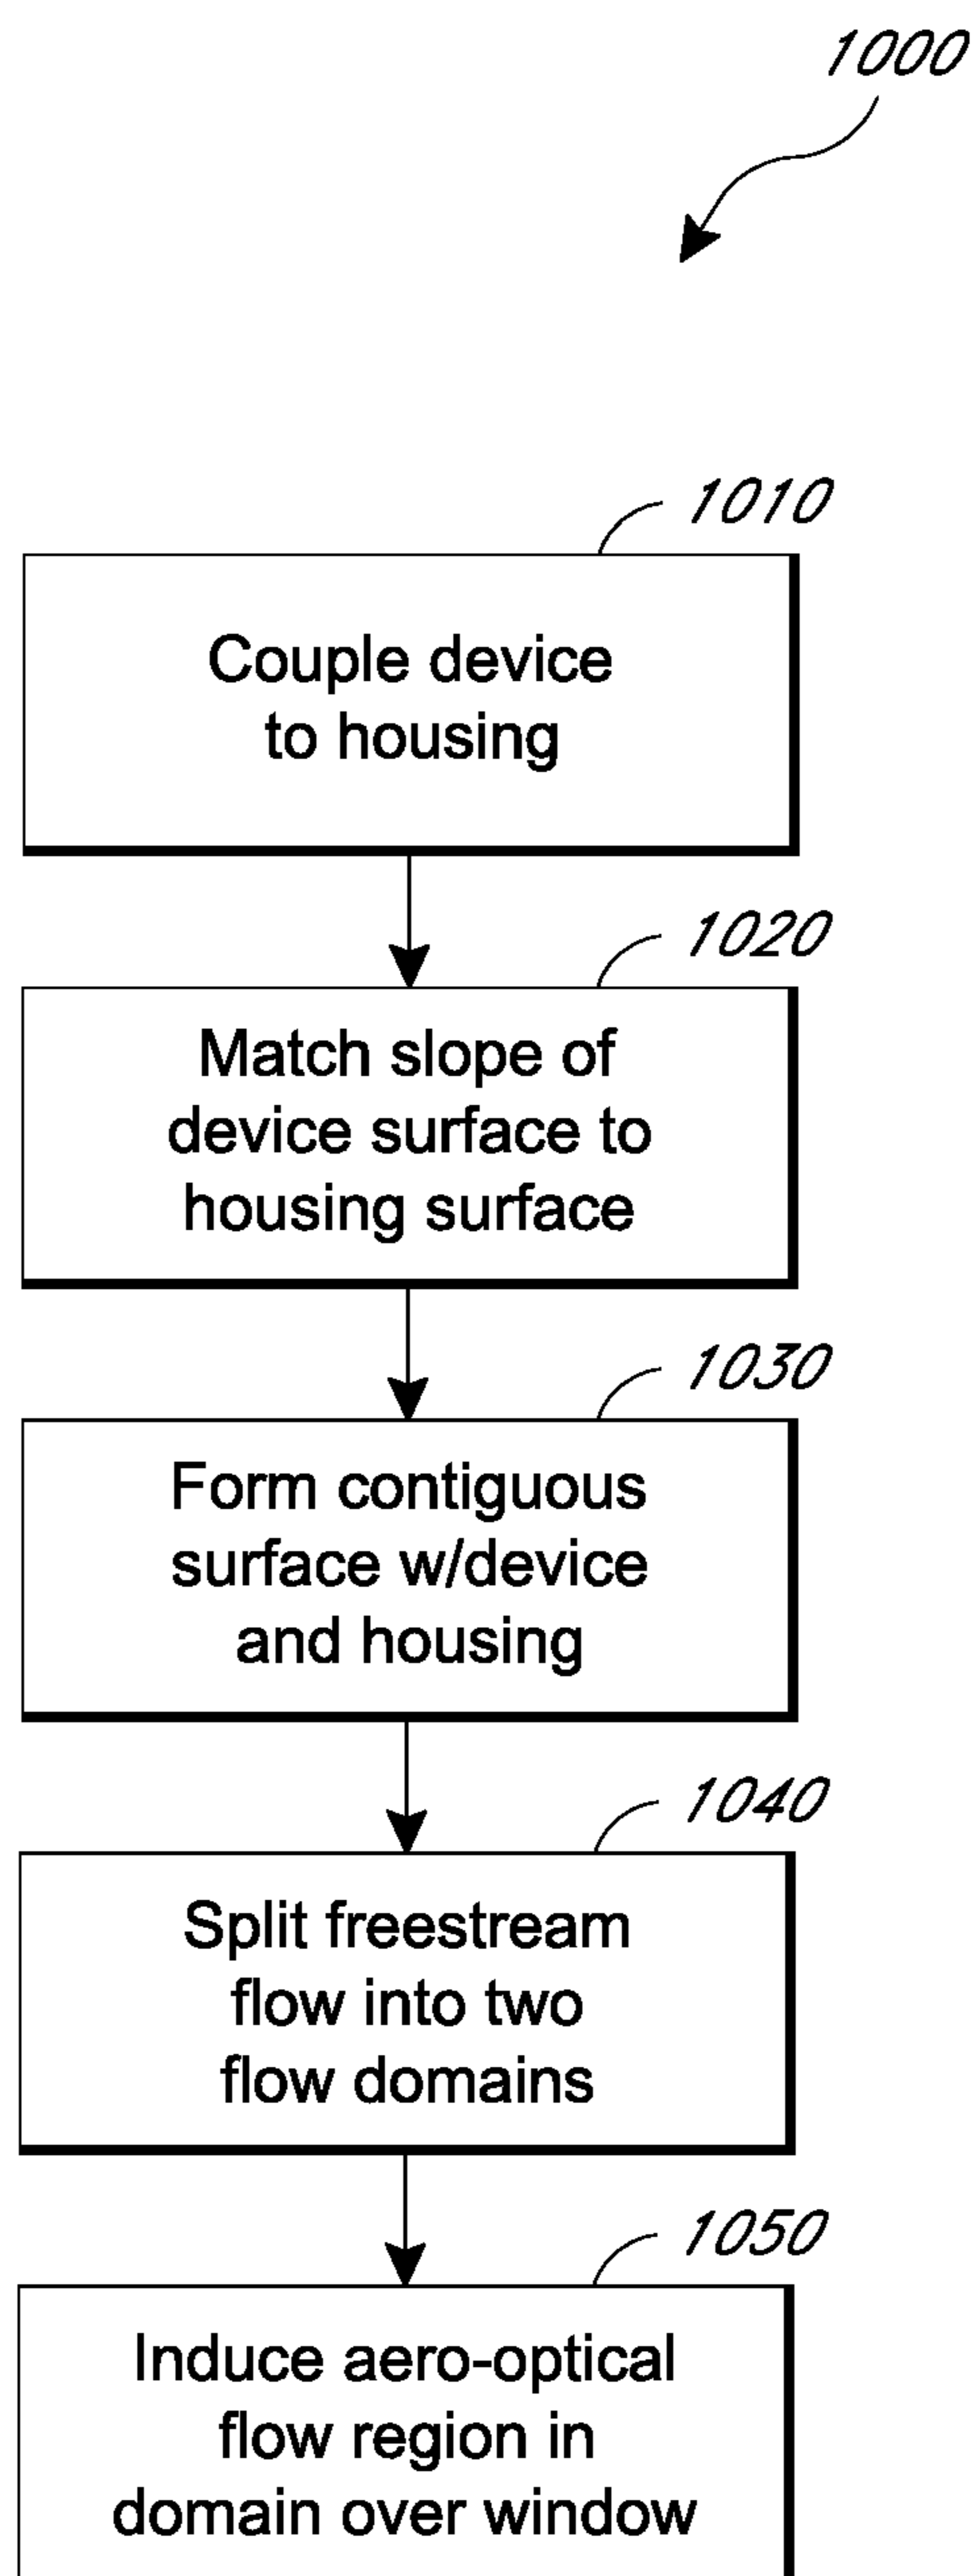 1000
1010
Couple device
to housing
1020
Match slope of
device surface to
housing surface
1030
Form contiguous
surface w/device
and housing
1040
Split freestream
flow into two
flow domains
1050
Induce aero-optical
flow region in
domain over window